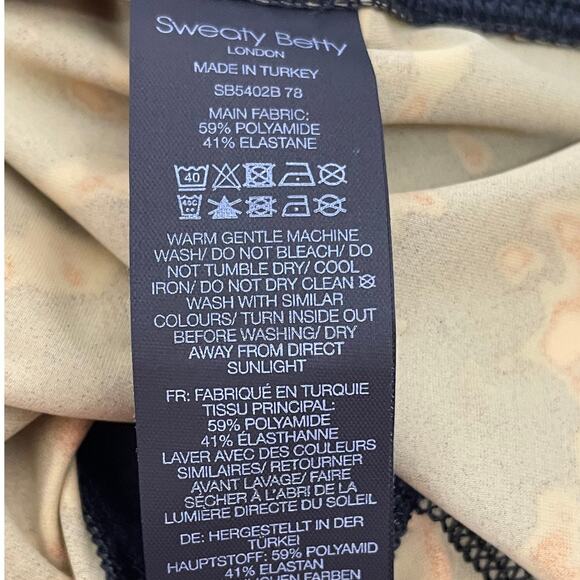 Sweaty Betty
LONDON
MADE IN TURKEY
SB5402B 78
MAIN FABRIC:
59% POLYAMIDE
41% ELASTANE
40
40C
WARM GENTLE MACHINE
WASH/ DO NOT BLEACH/ DO
NOT TUMBLE DRY/ COOL
IRON/ DO NOT DRY CLEAN
WASH WITH SIMILAR
COLOURS/ TURN INSIDE OUT
BEFORE WASHING/ DRY
AWAY FROM DIRECT
SUNLIGHT
FR: FABRIQUÉ EN TURQUIE
TISSU PRINCIPAL:
59% POLYAMIDE
41% ÉLASTHANNE
LAVER AVEC DES COULEURS
SIMILAIRES/ RETOURNER
AVANT LAVAGE/ FAIRE
SÉCHER À L'ABRI DE LA
LUMIÈRE DIRECTE DU SOLEIL
DE: HERGESTELLT IN DER
TÜRKEI
HAUPTSTOFF: 59% POLYAMID
41% ELASTAN
FARBEN